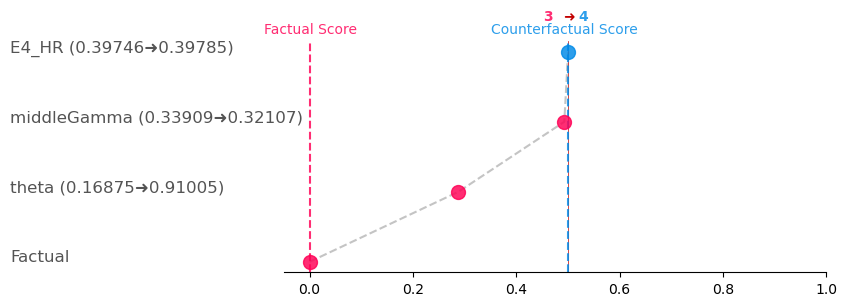 3 ➔ 4
Factual Score
Counterfactual Score
E4_HR (0.39746➔0.39785)
middleGamma (0.33909➔0.32107)
theta (0.16875➔0.91005)
Factual
0.0 0.2 0.4 0.6 0.8 1.0